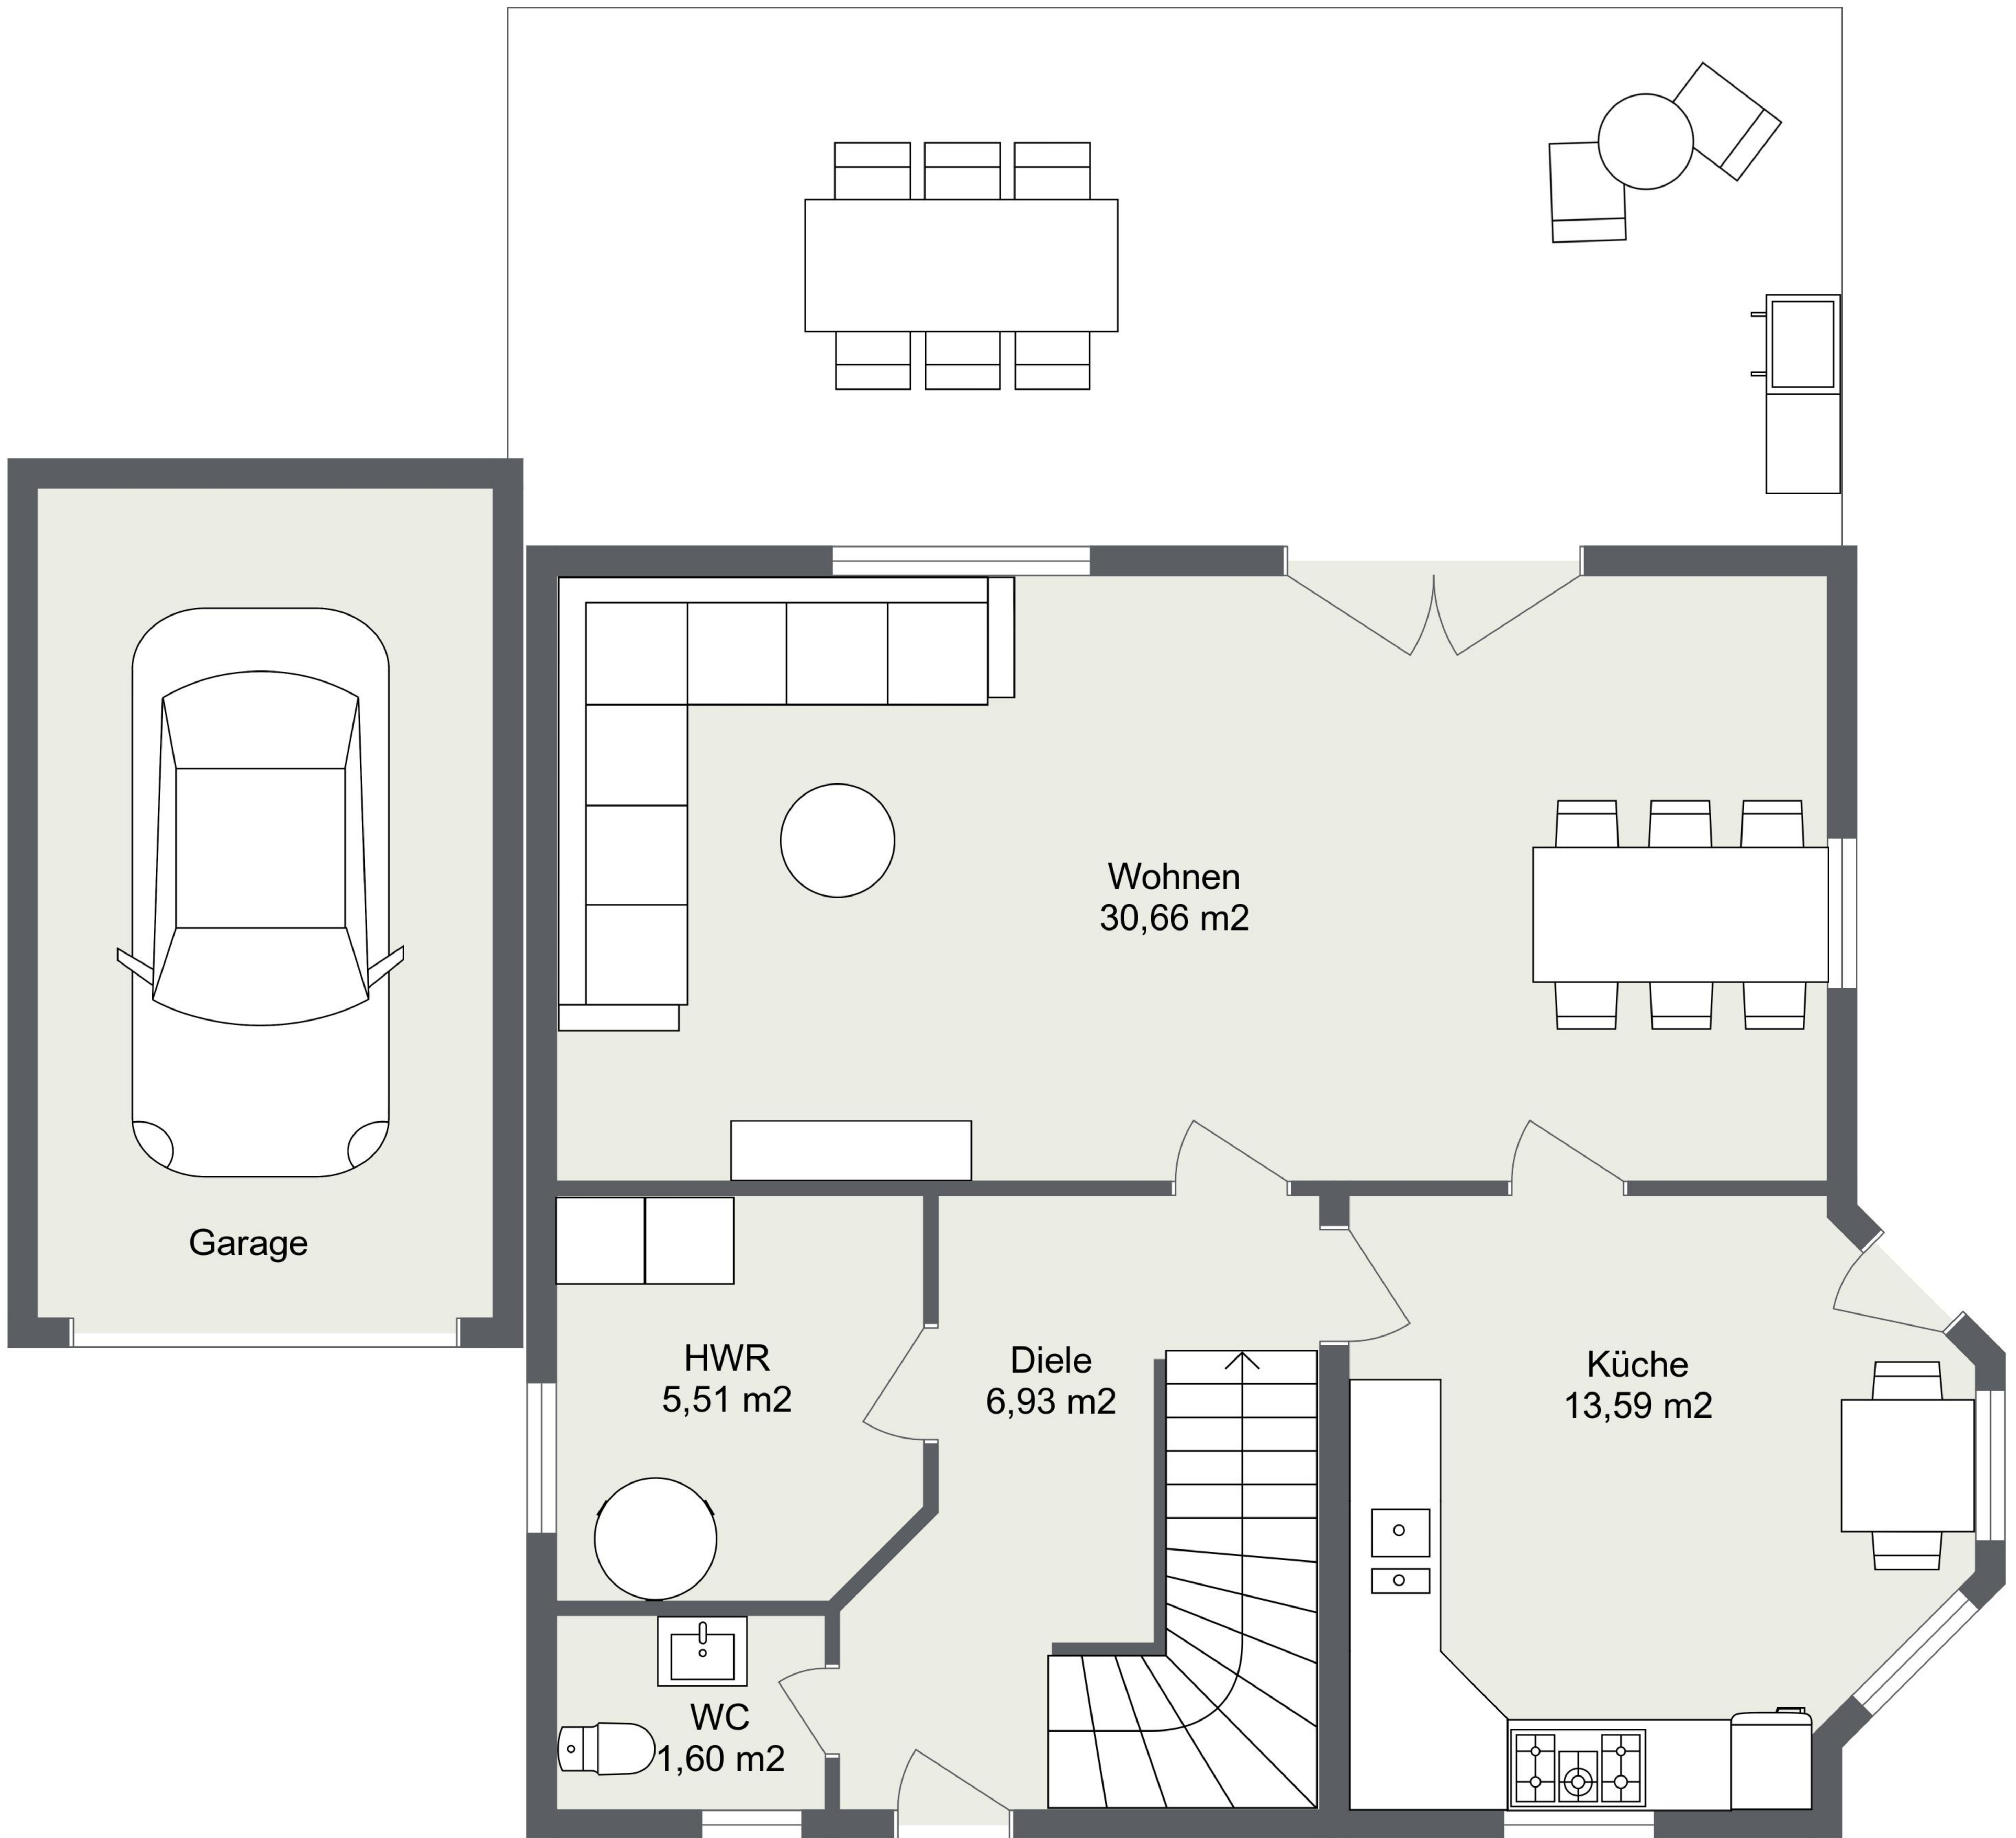 Wohnen
30,66 m2
Garage
HWR
5,51 m2
Diele
6,93 m2
Küche
13,59 m2
WC
1,60 m2